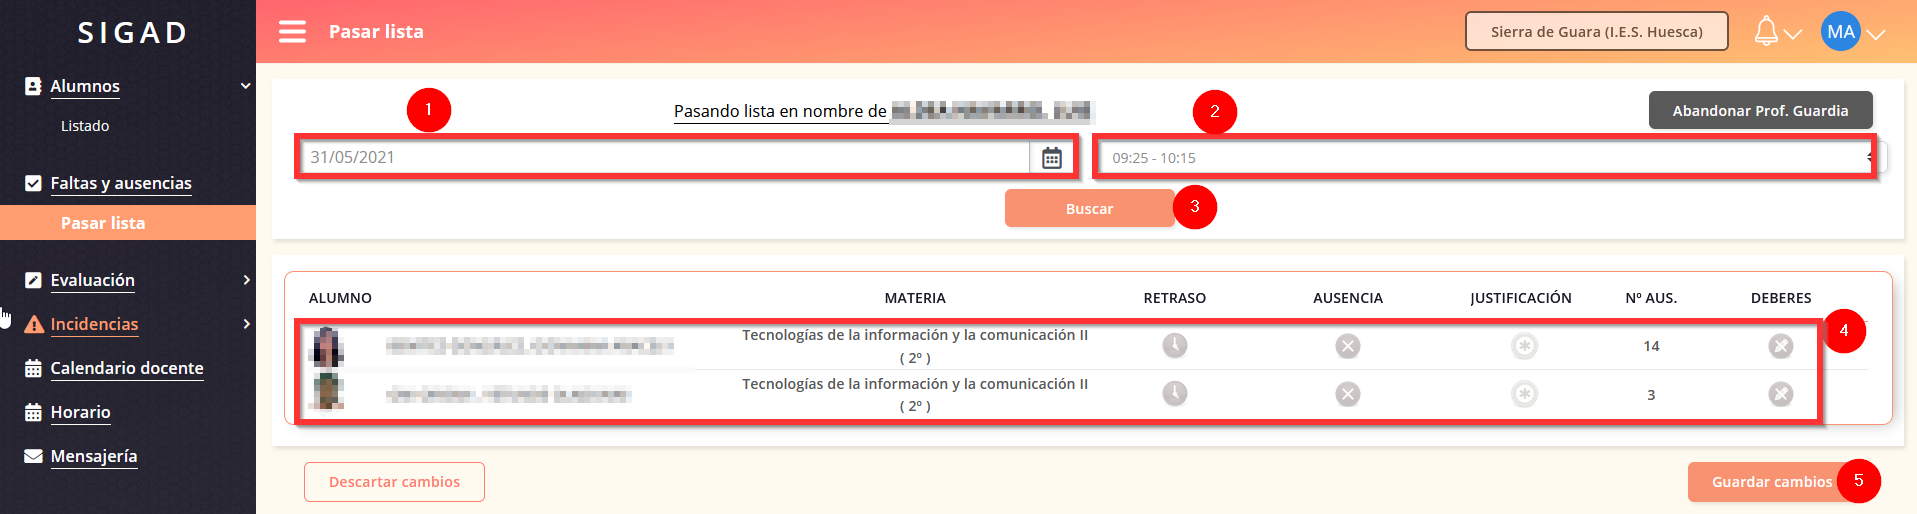 SIGAD
Pasar lista
Sierra de Guara (I.E.S. Huesca)
MA
Alumnos
Listado
Faltas y ausencias
Pasar lista
Evaluación
Incidencias
Calendario docente
Horario
Mensajería
1
Pasando lista en nombre de
2
Abandonar Prof. Guardia
31/05/2021
09:25 - 10:15
Buscar
3
ALUMNO MATERIA RETRASO AUSENCIA JUSTIFICACIÓN Nº AUS. DEBERES
4
Tecnologías de la información y la comunicación II
( 2º )
14
Tecnologías de la información y la comunicación II
( 2º )
3
Descartar cambios
Guardar cambios
5